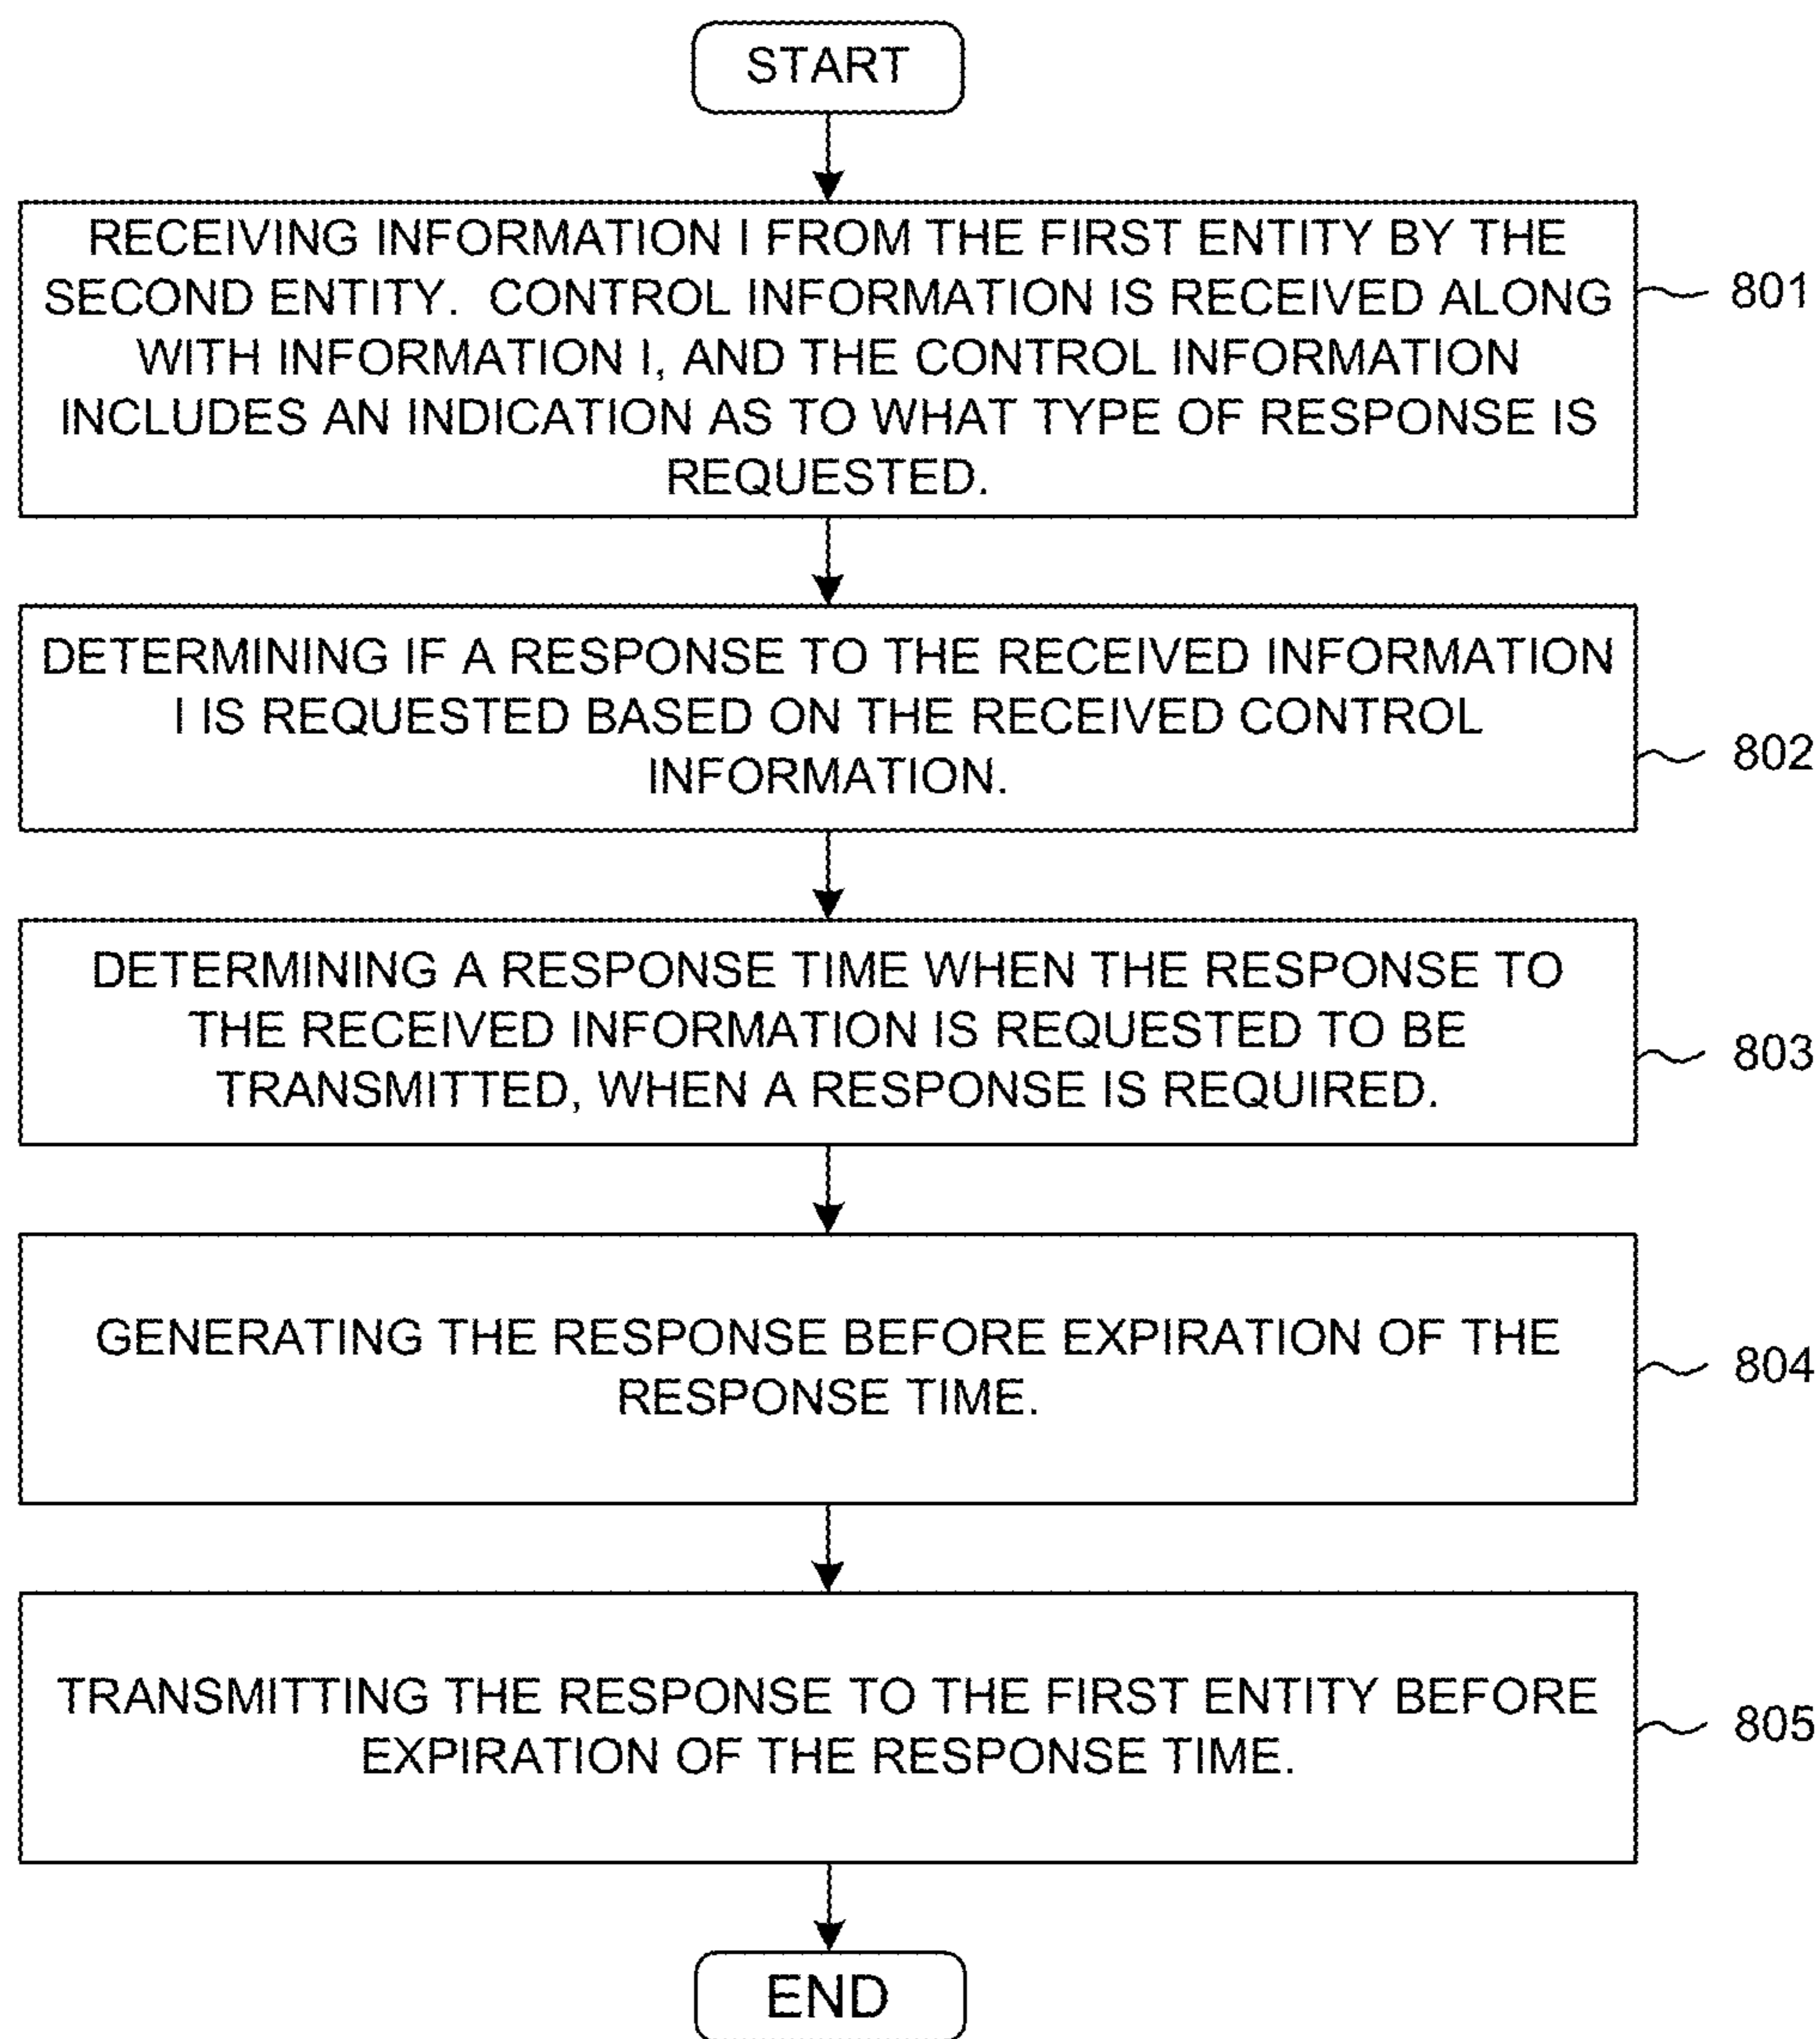 START
RECEIVING INFORMATION I FROM THE FIRST ENTITY BY THE
SECOND ENTITY.  CONTROL INFORMATION IS RECEIVED ALONG
WITH INFORMATION I, AND THE CONTROL INFORMATION
INCLUDES AN INDICATION AS TO WHAT TYPE OF RESPONSE IS
REQUESTED.
801
DETERMINING IF A RESPONSE TO THE RECEIVED INFORMATION
I IS REQUESTED BASED ON THE RECEIVED CONTROL
INFORMATION.
802
DETERMINING A RESPONSE TIME WHEN THE RESPONSE TO
THE RECEIVED INFORMATION IS REQUESTED TO BE
TRANSMITTED, WHEN A RESPONSE IS REQUIRED.
803
GENERATING THE RESPONSE BEFORE EXPIRATION OF THE
RESPONSE TIME.
804
TRANSMITTING THE RESPONSE TO THE FIRST ENTITY BEFORE
EXPIRATION OF THE RESPONSE TIME.
805
END